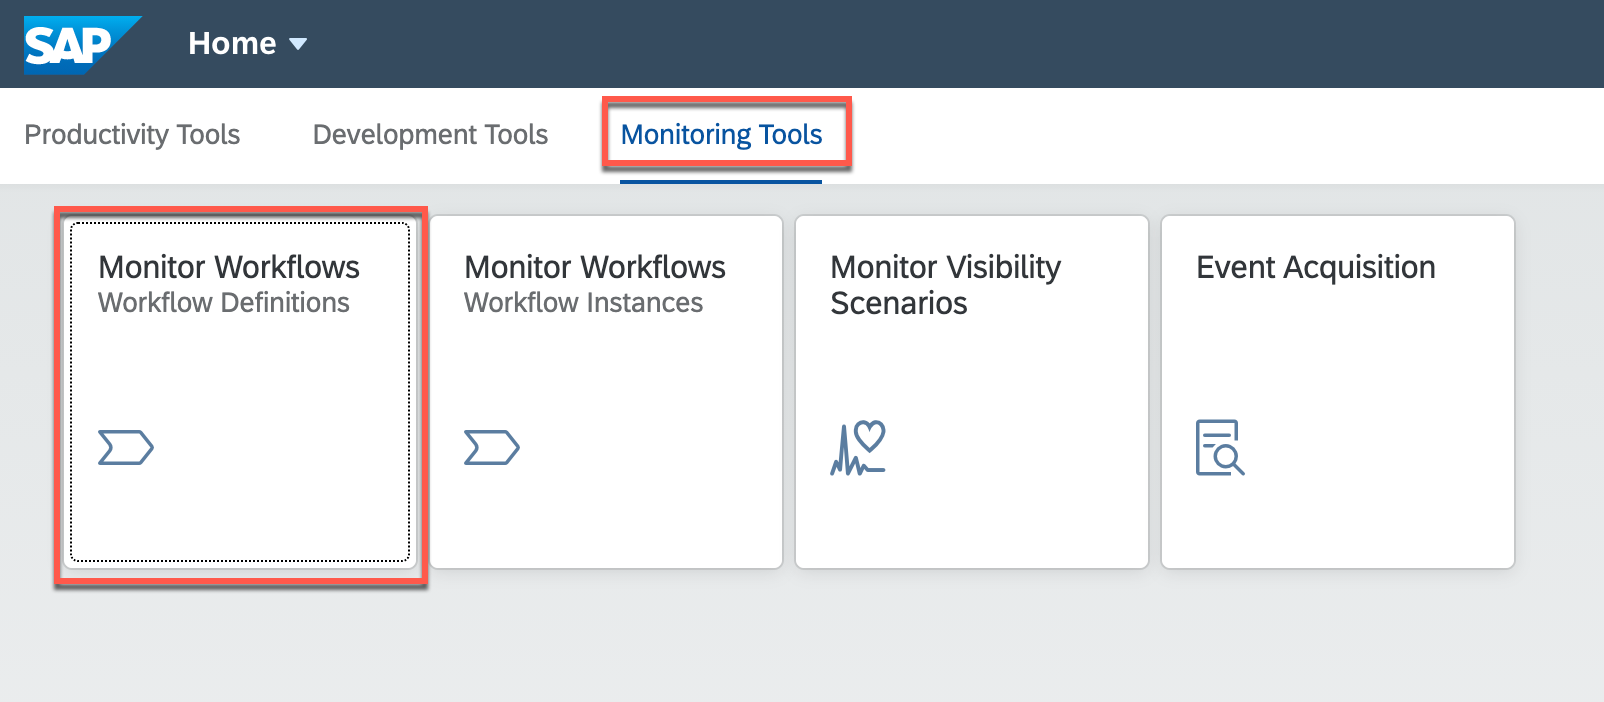 SAP Home
Productivity Tools Development Tools Monitoring Tools
Monitor Workflows
Workflow Definitions
Monitor Workflows
Workflow Instances
Monitor Visibility
Scenarios
Event Acquisition